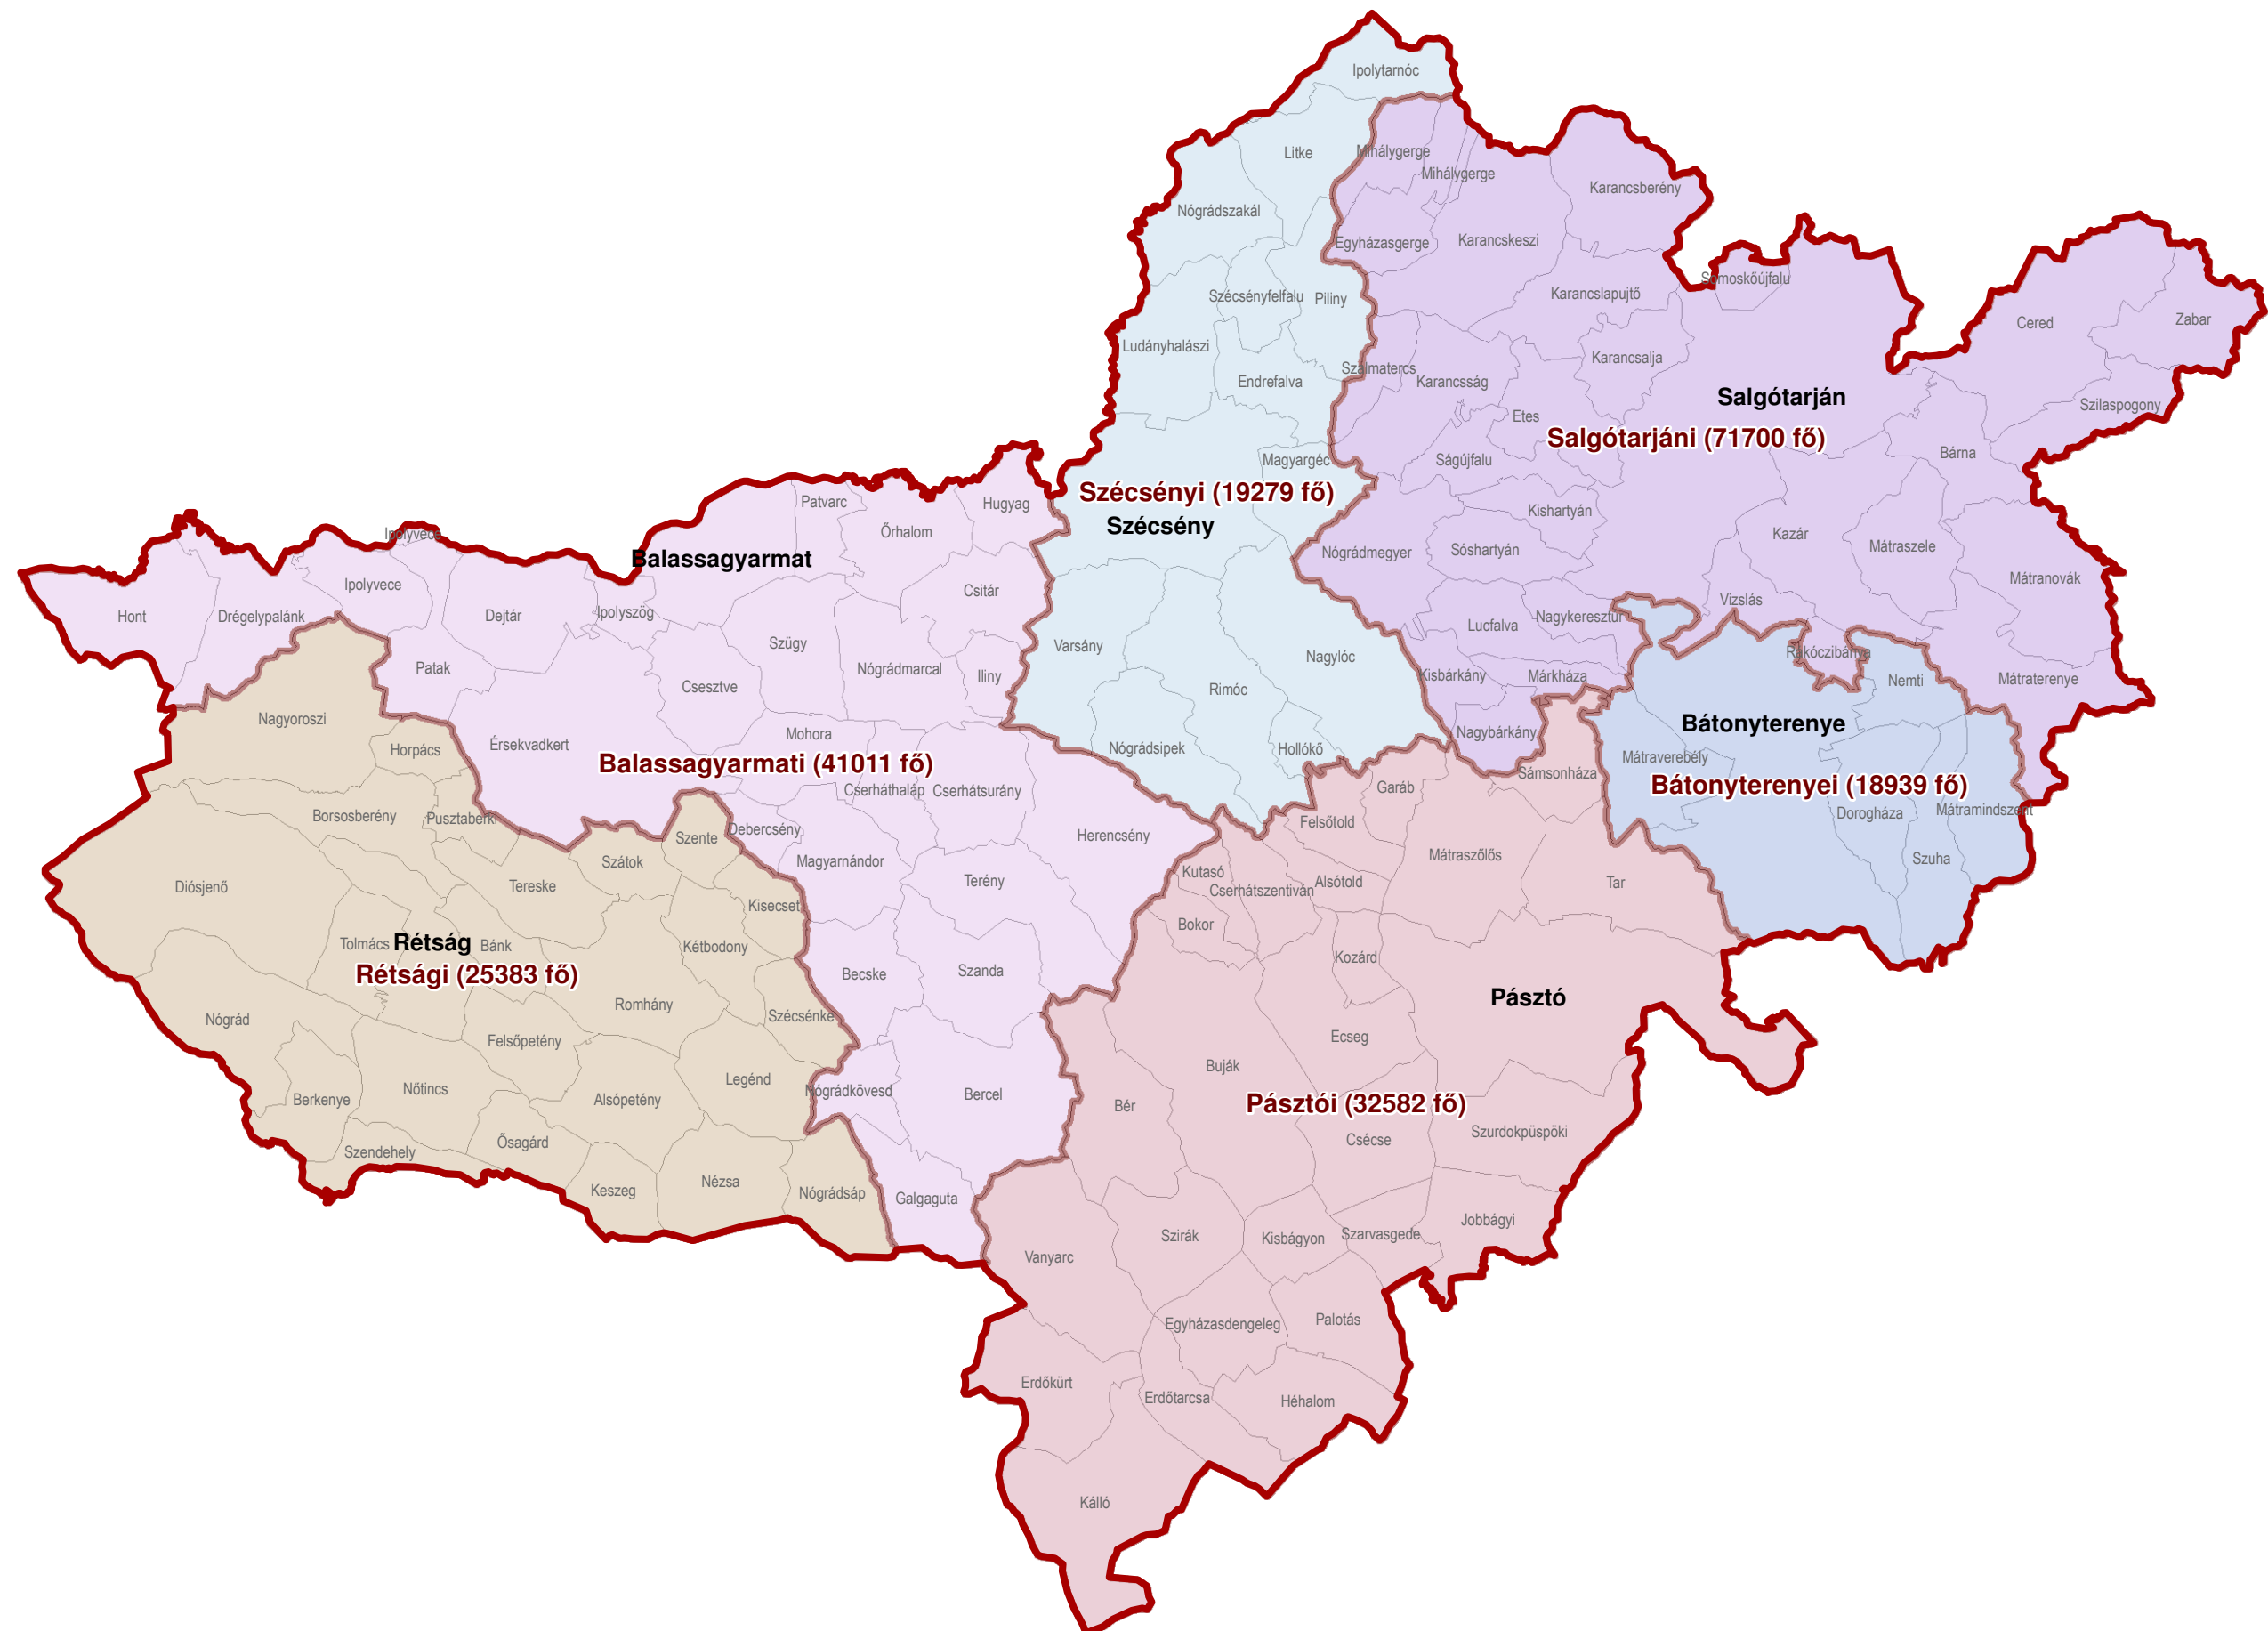 Ipolytarnóc
Litke
Mihálygerge
Mihálygerge
Karancsberény
Nógrádszakál
Egyházasgerge
Karancskeszi
Somoskőújfalu
Szécsényfelfalu
Piliny
Karancslapujtő
Cered
Zabar
Ludányhalászi
Karancsalja
Endrefalva
Szalmatercs
Karancsság
Salgótarján
Szilaspogony
Etes
Salgótarjáni (71700 fő)
Bárna
Magyargéc
Ságújfalu
Szécsényi (19279 fő)
Szécsény
Patvarc
Hugyag
Őrhalom
Kishartyán
Kazár
Mátraszele
Ipolyvece
Balassagyarmat
Nógrádmegyer
Sóshartyán
Mátranovák
Ipolyvece
Csitár
Hont
Drégelypalánk
Dejtár
Ipolyszög
Vizslás
Nagykeresztúr
Lucfalva
Szügy
Varsány
Nagylóc
Rákóczibánya
Patak
Nógrádmarcal
Iliny
Kisbárkány
Márkháza
Nemti
Mátraterenye
Csesztve
Rimóc
Nagyoroszi
Bátonyterenye
Mohora
Nagybárkány
Horpács
Érsekvadkert
Nógrádsipek
Hollókő
Mátraverebély
Balassagyarmati (41011 fő)
Sámsonháza
Bátonyterenyei (18939 fő)
Cserháthaláp
Cserhátsurány
Garáb
Borsosberény
Pusztaberki
Dorogháza
Mátramindszent
Felsőtold
Debercsény
Szente
Herencsény
Mátraszőlős
Szátok
Magyarnándor
Szuha
Kutasó
Cserhátszentiván
Alsótold
Tar
Diósjenő
Tereske
Terény
Kisecset
Bokor
Tolmács
Rétság
Bánk
Kétbodony
Kozárd
Rétsági (25383 fő)
Becske
Szanda
Pásztó
Romhány
Nógrád
Szécsénke
Felsőpetény
Ecseg
Buják
Legénd
Nőtincs
Nógrádkövesd
Bercel
Berkenye
Alsópetény
Bér
Pásztói (32582 fő)
Szurdokpüspöki
Ősagárd
Csécse
Szendehely
Nézsa
Keszeg
Nógrádsáp
Galgaguta
Jobbágyi
Szirák
Kisbágyon
Szarvasgede
Vanyarc
Egyházasdengeleg
Palotás
Erdőkürt
Erdőtarcsa
Héhalom
Kálló